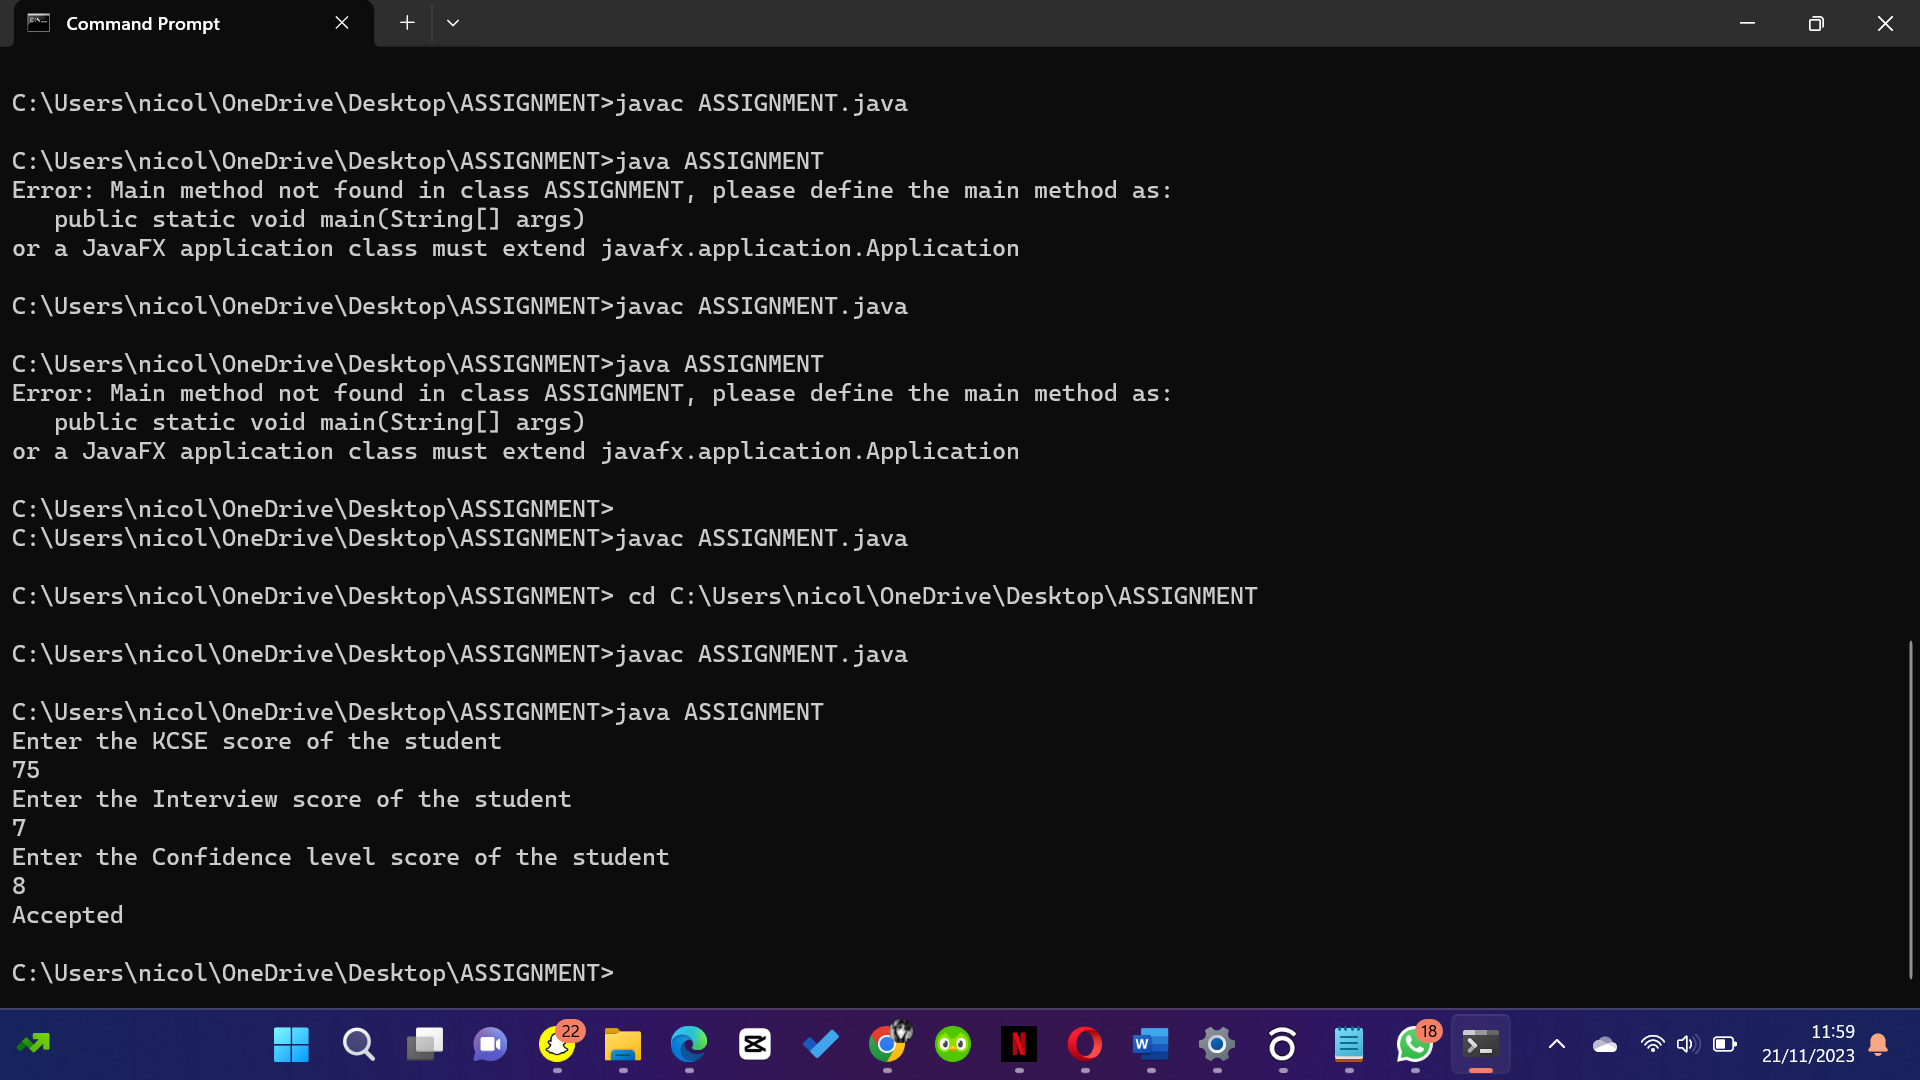 Command Prompt
C:\Users\nicol\OneDrive\Desktop\ASSIGNMENT>javac ASSIGNMENT.java
C:\Users\nicol\OneDrive\Desktop\ASSIGNMENT>java ASSIGNMENT
Error: Main method not found in class ASSIGNMENT, please define the main method as:
   public static void main(String[] args)
or a JavaFX application class must extend javafx.application.Application
C:\Users\nicol\OneDrive\Desktop\ASSIGNMENT>javac ASSIGNMENT.java
C:\Users\nicol\OneDrive\Desktop\ASSIGNMENT>java ASSIGNMENT
Error: Main method not found in class ASSIGNMENT, please define the main method as:
   public static void main(String[] args)
or a JavaFX application class must extend javafx.application.Application
C:\Users\nicol\OneDrive\Desktop\ASSIGNMENT>
C:\Users\nicol\OneDrive\Desktop\ASSIGNMENT>javac ASSIGNMENT.java
C:\Users\nicol\OneDrive\Desktop\ASSIGNMENT> cd C:\Users\nicol\OneDrive\Desktop\ASSIGNMENT
C:\Users\nicol\OneDrive\Desktop\ASSIGNMENT>javac ASSIGNMENT.java
C:\Users\nicol\OneDrive\Desktop\ASSIGNMENT>java ASSIGNMENT
Enter the KCSE score of the student
75
Enter the Interview score of the student
7
Enter the Confidence level score of the student
8
Accepted
C:\Users\nicol\OneDrive\Desktop\ASSIGNMENT>
22
N
W
18
11:59
21/11/2023